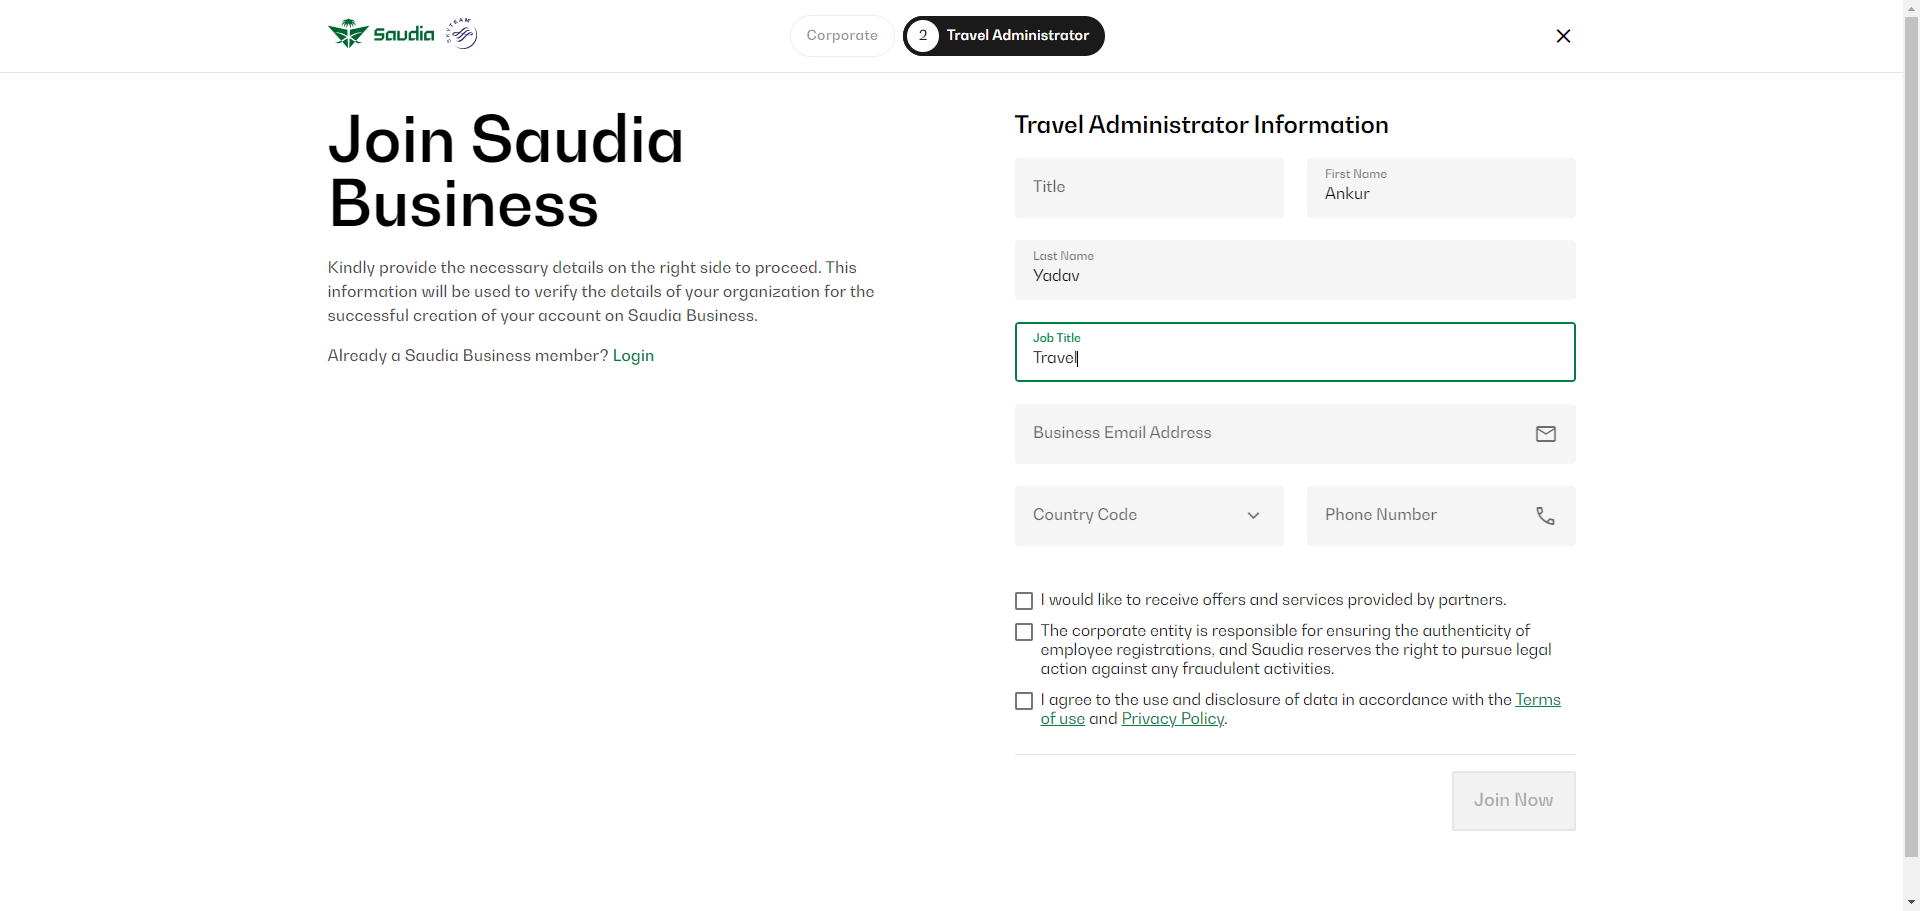 Saudia
SKYTEAM
Corporate
2
Travel Administrator
Join Saudia
Business
Kindly provide the necessary details on the right side to proceed. This
information will be used to verify the details of your organization for the
successful creation of your account on Saudia Business.
Already a Saudia Business member? Login
Travel Administrator Information
Title
First Name
Ankur
Last Name
Yadav
Job Title
Travel
Business Email Address
Country Code
Phone Number
I would like to receive offers and services provided by partners.
The corporate entity is responsible for ensuring the authenticity of
employee registrations, and Saudia reserves the right to pursue legal
action against any fraudulent activities.
I agree to the use and disclosure of data in accordance with the Terms
of use and Privacy Policy.
Join Now